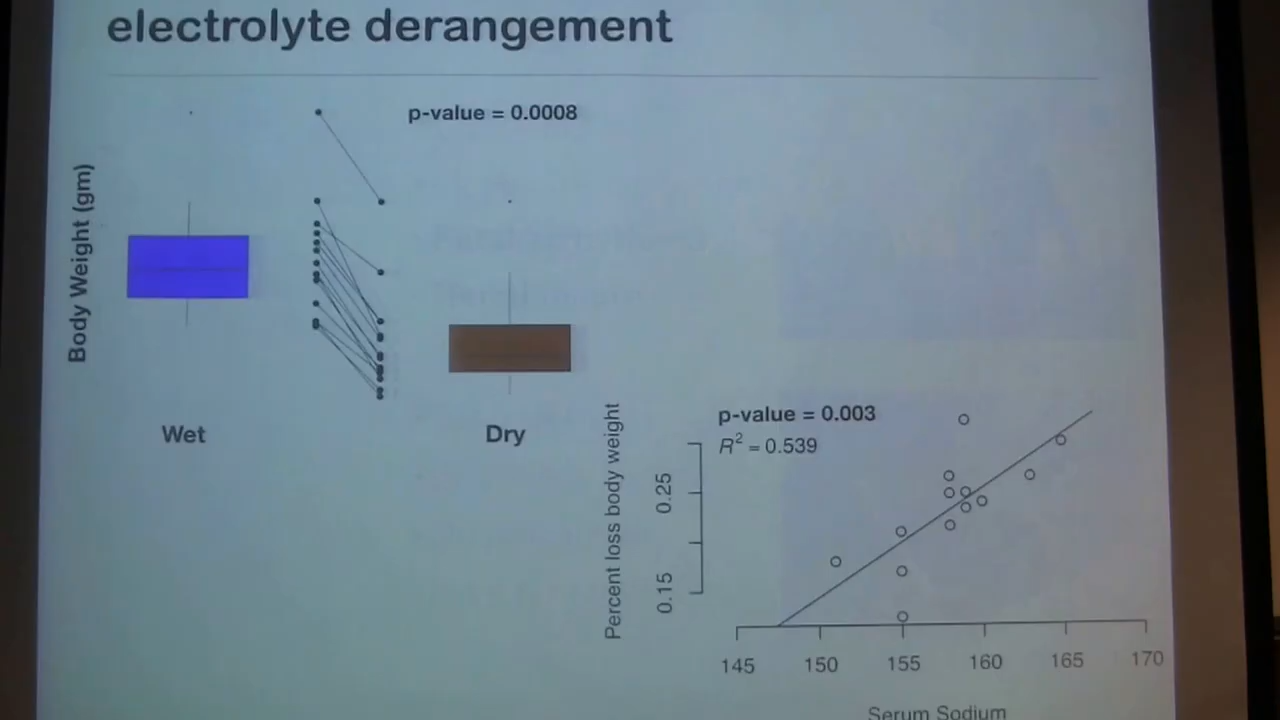 electrolyte derangement
p-value = 0.0008
Body Weight (gm)
Wet
Dry
p-value = 0.003
R² = 0.539
Percent loss body weight
0.25
0.15
145 150 155 160 165 170
Serum Sodium